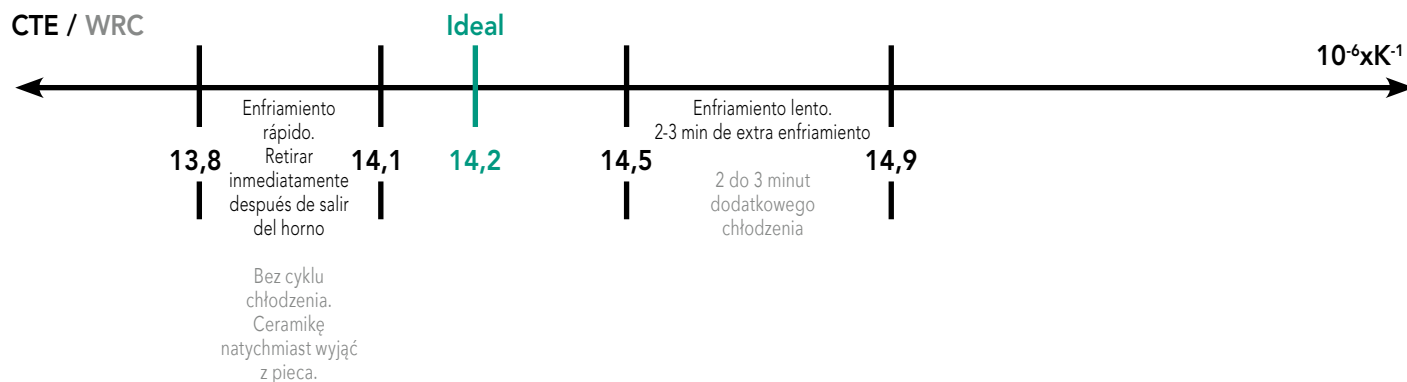 CTE / WRC
Ideal
10⁻⁶xK⁻¹
Enfriamiento
rápido.
Retirar
inmediatamente
después de salir
del horno
Enfriamiento lento.
2-3 min de extra enfriamiento
13,8
14,1
14,2
14,5
14,9
2 do 3 minut
dodatkowego
chłodzenia
Bez cyklu
chłodzenia.
Ceramikę
natychmiast wyjąć
z pieca.